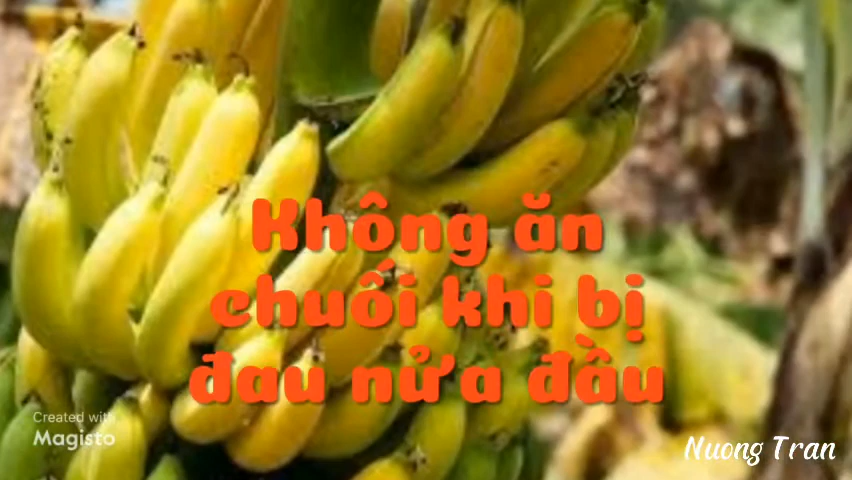 Không ăn
chuối khi bị
đau nửa đầu
Created with
Magisto
Nuong Tran